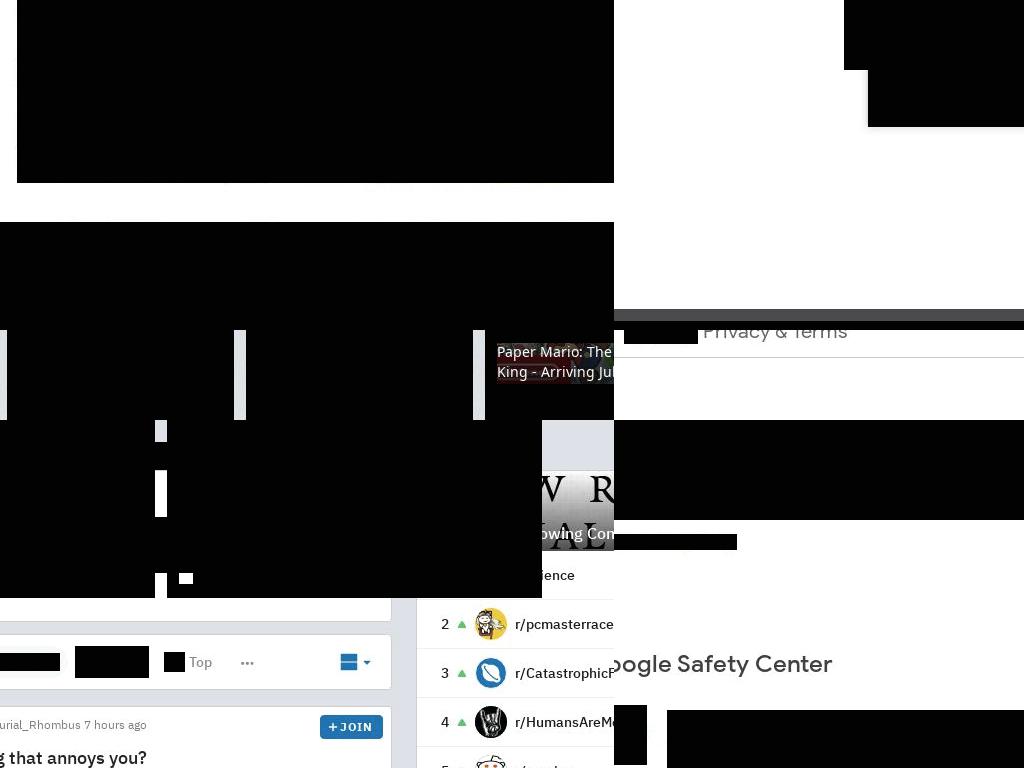 Privacy & Terms
Paper Mario: The
King - Arriving Jul
W R
AL
owing Con
ience
2 r/pcmasterrace
3 r/CatastrophicF
4 r/HumansAreMe
Top
oogle Safety Center
urial_Rhombus 7 hours ago
+ JOIN
g that annoys you?